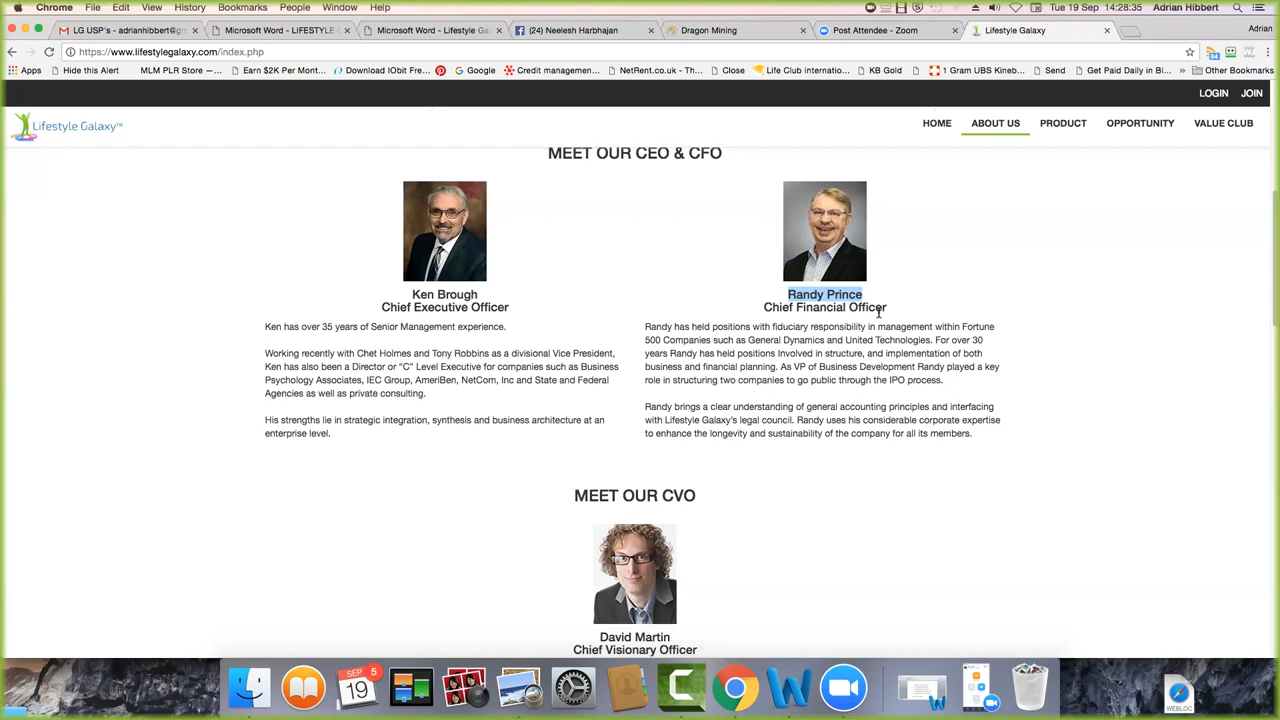 Chrome File Edit View History Bookmarks People Window Help Tue 19 Sep 14:28:35 Adrian Hibbert
LG USP's - adrianhibbert@g Microsoft Word - LIFESTYLE Microsoft Word - Lifestyle Ga (24) Neelesh Harbhajan Dragon Mining Post Attendee - Zoom Lifestyle Galaxy Adrian
https://www.lifestylegalaxy.com/index.php
Apps Hide this Alert MLM PLR Store —... Earn $2K Per Mont... Download IObit Fre... Google Credit managemen... NetRent.co.uk - Th... Close Life Club internatio... KB Gold 1 Gram UBS Kineb... Send Get Paid Daily in Bi... » Other Bookmarks
LOGIN JOIN
Lifestyle Galaxy™ HOME ABOUT US PRODUCT OPPORTUNITY VALUE CLUB
MEET OUR CEO & CFO
Ken Brough
Chief Executive Officer
Ken has over 35 years of Senior Management experience.
Working recently with Chet Holmes and Tony Robbins as a divisional Vice President,
Ken has also been a Director or “C” Level Executive for companies such as Business
Psychology Associates, IEC Group, AmeriBen, NetCom, Inc and State and Federal
Agencies as well as private consulting.
His strengths lie in strategic integration, synthesis and business architecture at an
enterprise level.
Randy Prince
Chief Financial Officer
Randy has held positions with fiduciary responsibility in management within Fortune
500 Companies such as General Dynamics and United Technologies. For over 30
years Randy has held positions Involved in structure, and implementation of both
business and financial planning. As VP of Business Development Randy played a key
role in structuring two companies to go public through the IPO process.
Randy brings a clear understanding of general accounting principles and interfacing
with Lifestyle Galaxy's legal council. Randy uses his considerable corporate expertise
to enhance the longevity and sustainability of the company for all its members.
MEET OUR CVO
David Martin
Chief Visionary Officer
SEP 5
19
WEBLOC